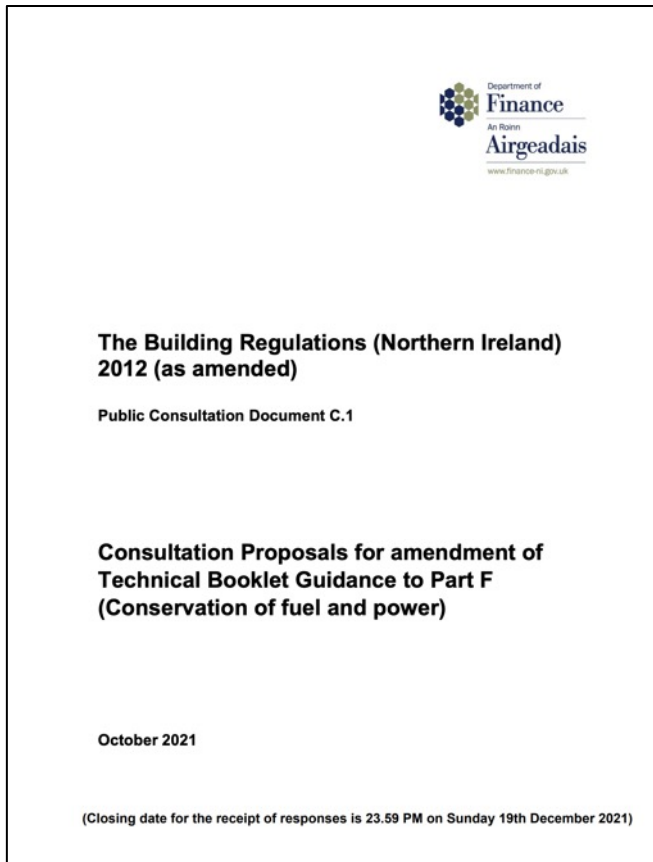 Department of
Finance
An Roinn
Airgeadais
www.finance-ni.gov.uk
The Building Regulations (Northern Ireland)
2012 (as amended)
Public Consultation Document C.1
Consultation Proposals for amendment of
Technical Booklet Guidance to Part F
(Conservation of fuel and power)
October 2021
(Closing date for the receipt of responses is 23.59 PM on Sunday 19th December 2021)